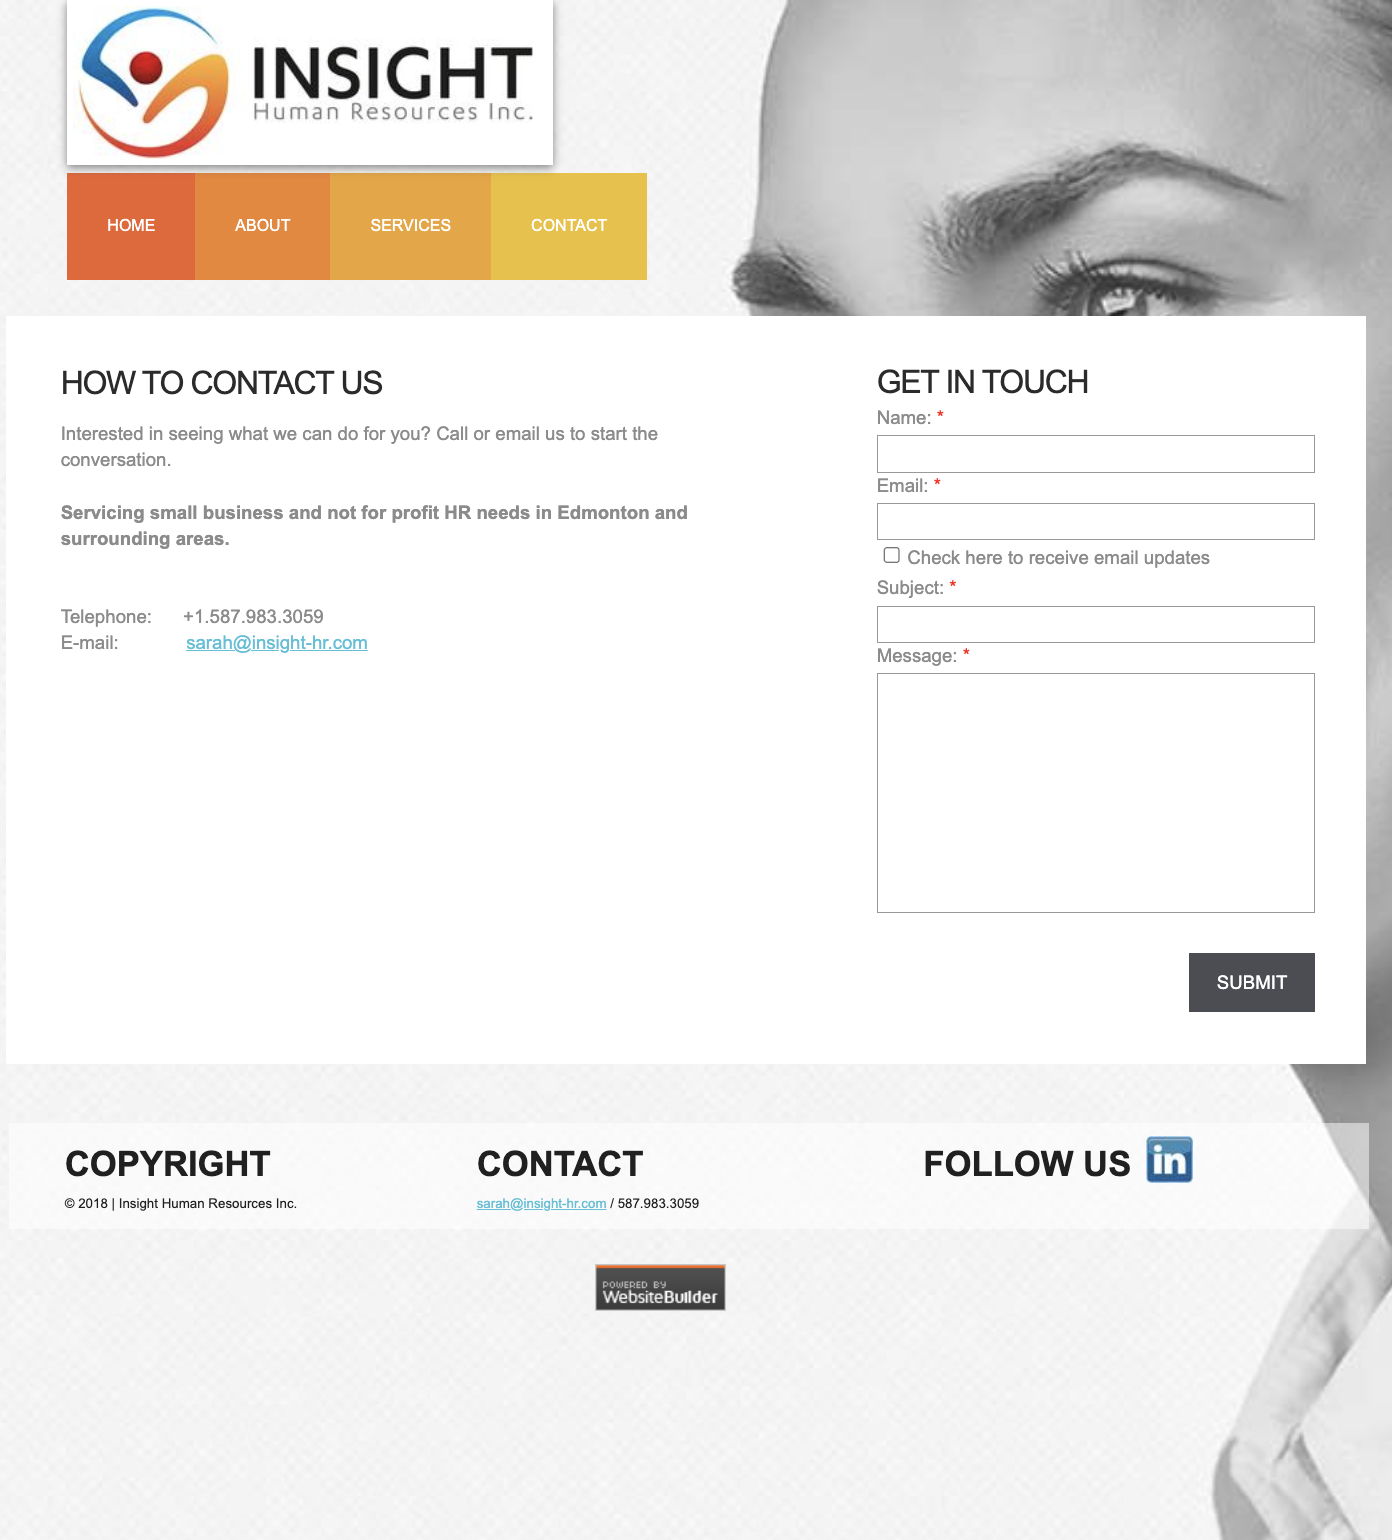 INSIGHT
Human Resources Inc.
HOME
ABOUT
SERVICES
CONTACT
HOW TO CONTACT US
Interested in seeing what we can do for you? Call or email us to start the
conversation.
Servicing small business and not for profit HR needs in Edmonton and
surrounding areas.
Telephone: +1.587.983.3059
E-mail: sarah@insight-hr.com
GET IN TOUCH
Name: *
Email: *
Check here to receive email updates
Subject: *
Message: *
SUBMIT
COPYRIGHT
© 2018 | Insight Human Resources Inc.
CONTACT
sarah@insight-hr.com / 587.983.3059
FOLLOW US
in
POWERED BY
WebsiteBuilder